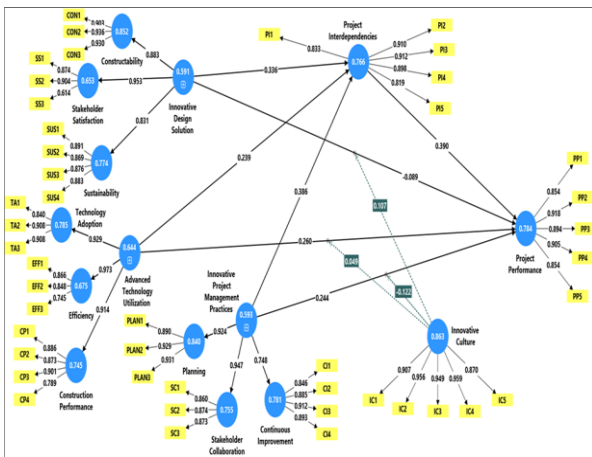 CON1
CON2
CON3
0.903
0.936
0.930
0.852
Constructability
0.883
SS1
SS2
SS3
0.874
0.904
0.614
0.653
Stakeholder
Satisfaction
0.953
0.591
Innovative
Design
Solution
0.831
SUS1
SUS2
SUS3
SUS4
0.891
0.869
0.876
0.883
0.774
Sustainability
PI1
0.833
Project
Interdependencies
0.766
0.910
0.912
0.898
0.819
PI2
PI3
PI4
PI5
0.336
0.239
0.386
0.390
-0.089
0.107
TA1
TA2
TA3
0.840
0.908
0.908
Technology
Adoption
0.785
0.929
0.644
Advanced
Technology
Utilization
0.260
0.049
-0.122
0.244
EFF1
EFF2
EFF3
0.866
0.848
0.745
0.973
0.675
Efficiency
0.914
CP1
CP2
CP3
CP4
0.886
0.873
0.901
0.789
0.745
Construction
Performance
Innovative
Project
Management
Practices
0.593
PLAN1
PLAN2
PLAN3
0.890
0.929
0.931
0.924
0.840
Planning
0.947
0.748
SC1
SC2
SC3
0.860
0.874
0.873
0.755
Stakeholder
Collaboration
0.781
Continuous
Improvement
0.846
0.885
0.912
0.893
CI1
CI2
CI3
CI4
0.784
Project
Performance
0.854
0.918
0.894
0.905
0.854
PP1
PP2
PP3
PP4
PP5
0.863
Innovative
Culture
0.907
0.956
0.949
0.959
0.870
IC1
IC2
IC3
IC4
IC5